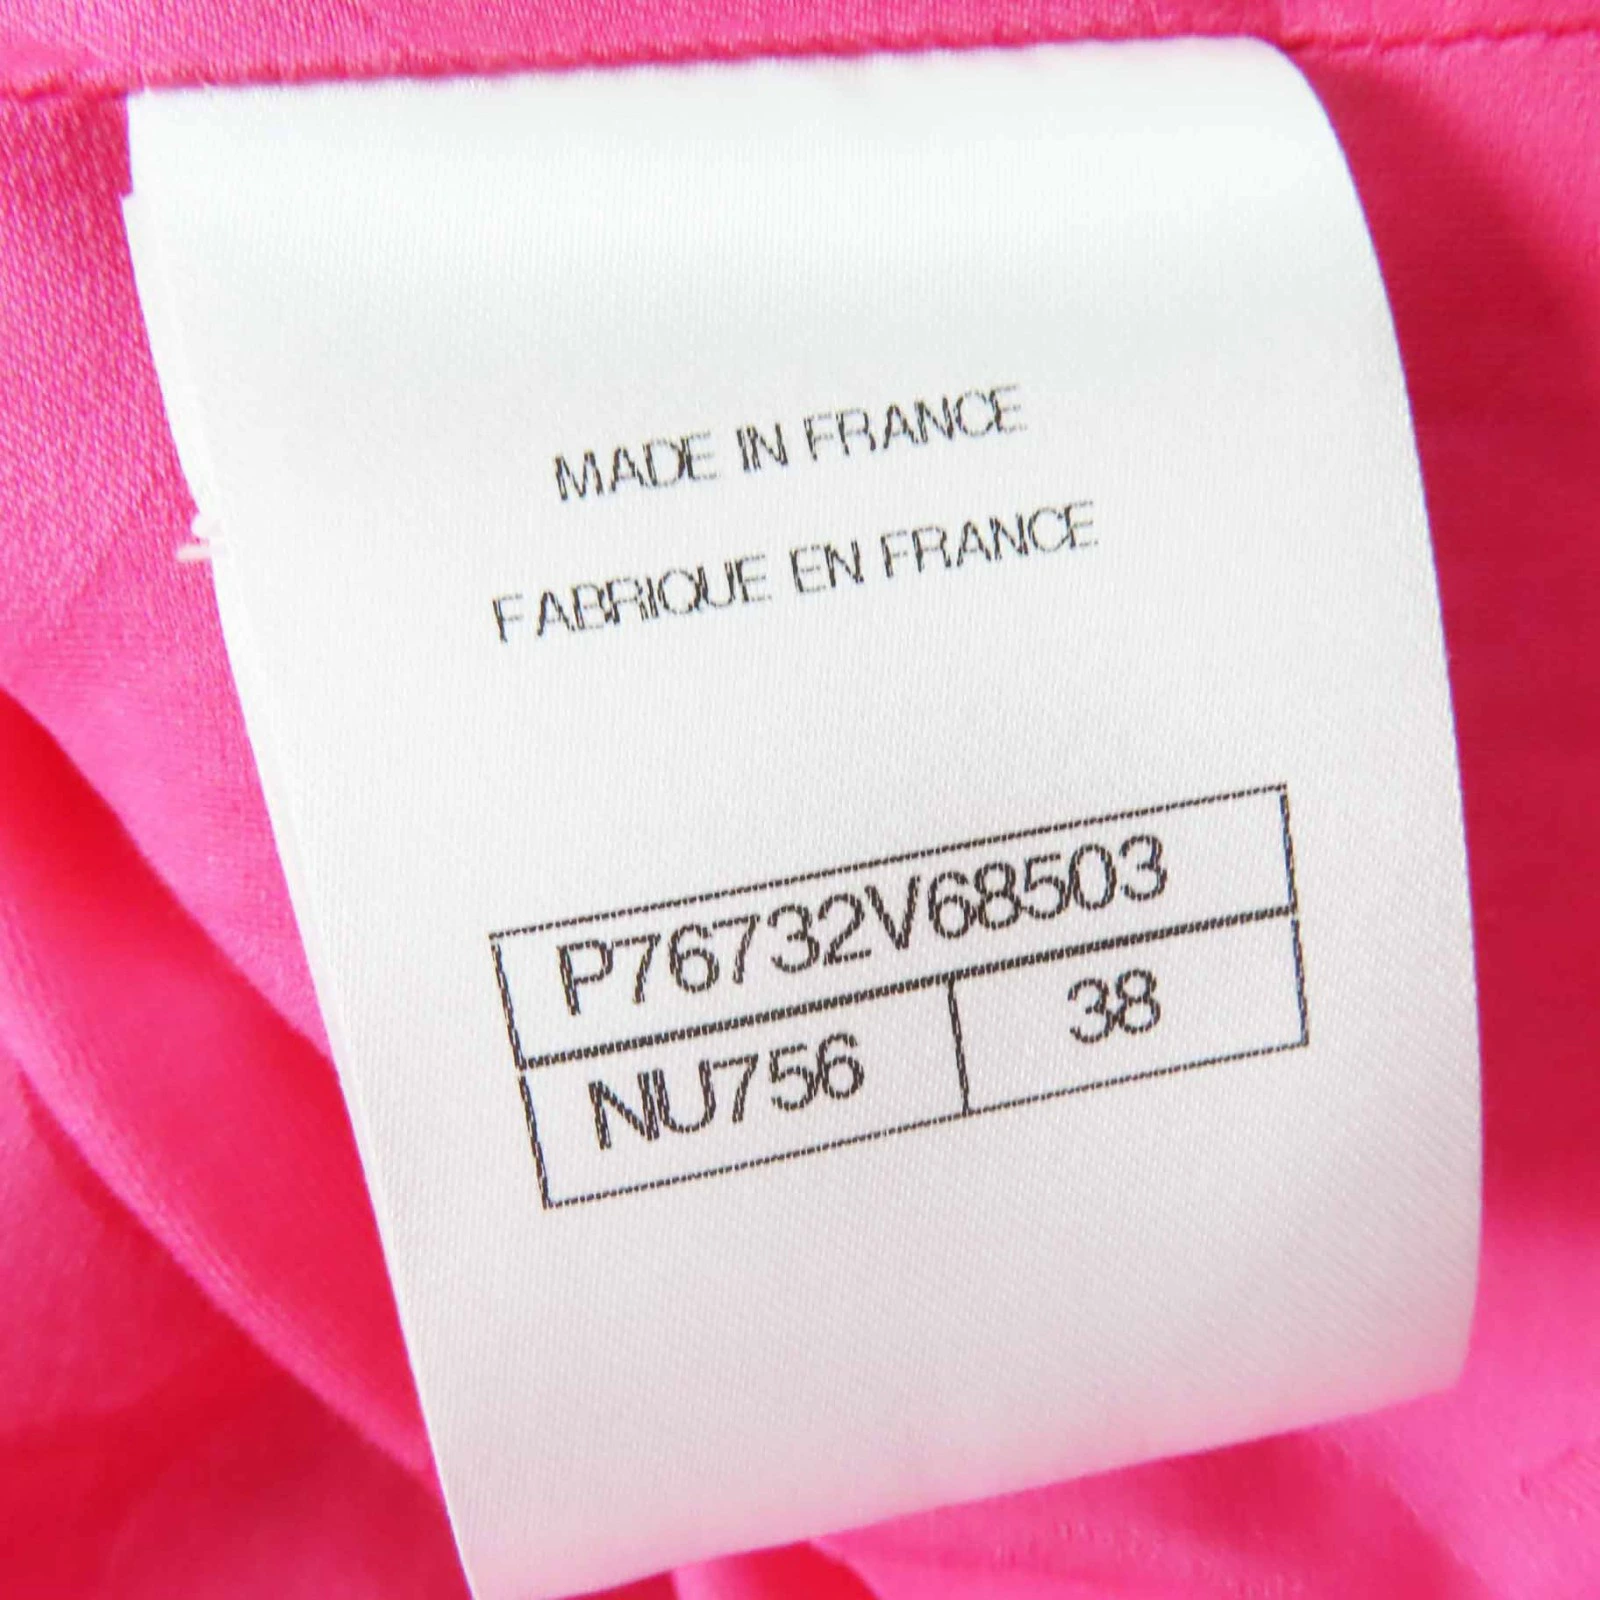 MADE IN FRANCE
FABRIQUE EN FRANCE
P76732V68503
NU756 38